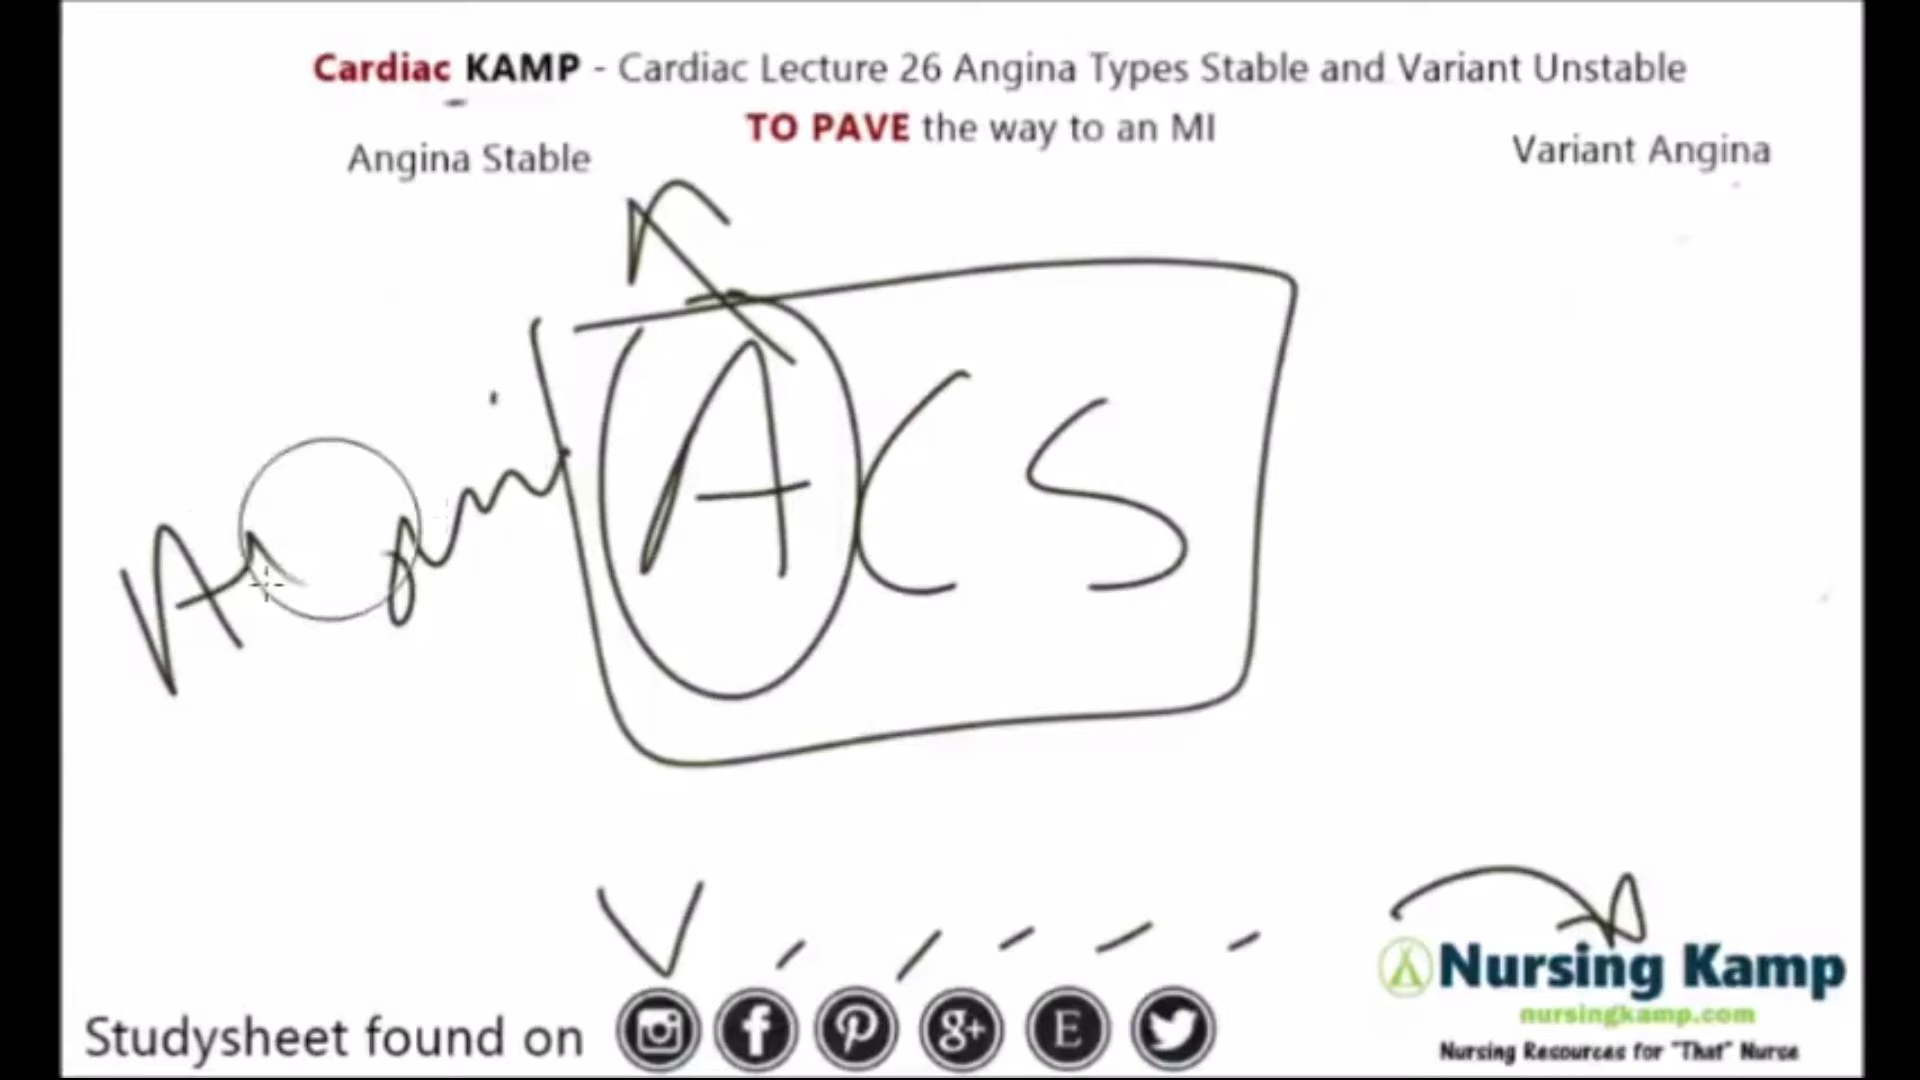 Cardiac KAMP - Cardiac Lecture 26 Angina Types Stable and Variant Unstable
TO PAVE the way to an MI
Angina Stable
Variant Angina
ACS
Nursing Kamp
nursingkamp.com
Nursing Resources for "That" Nurse
Studysheet found on